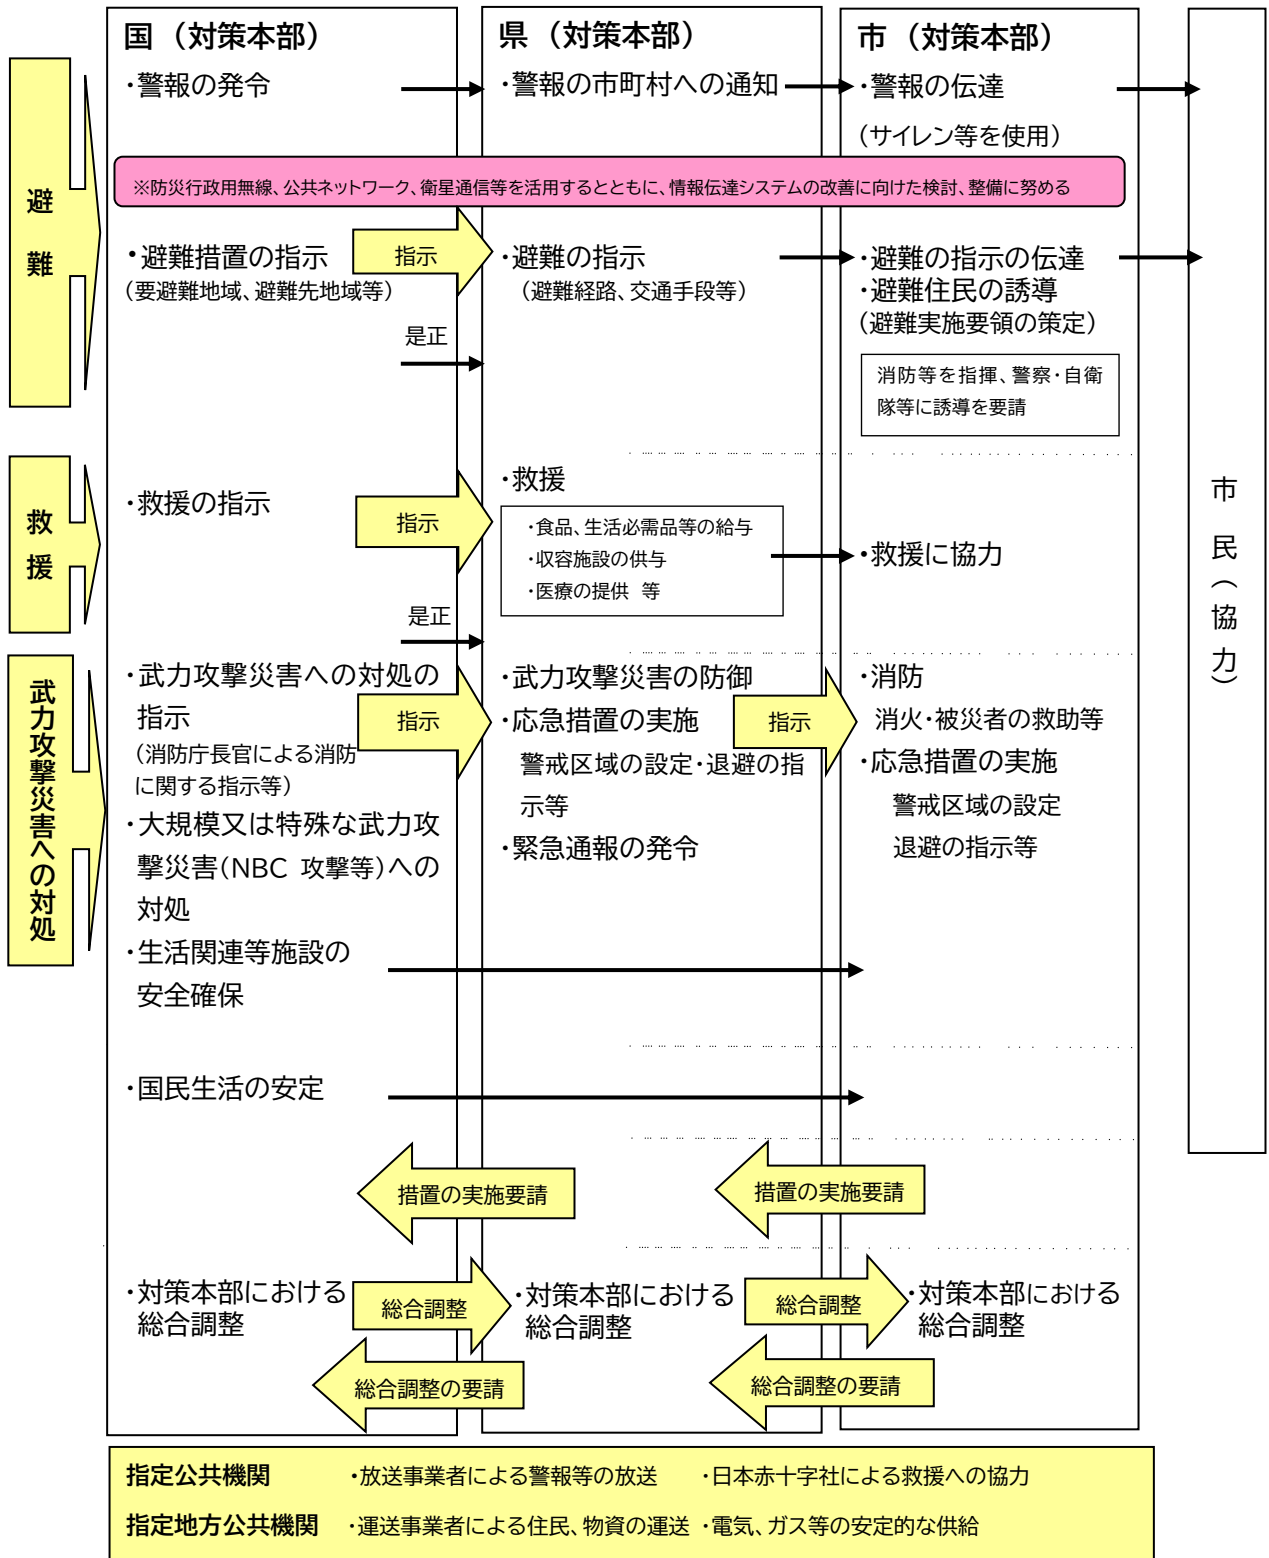 国（対策本部）
・警報の発令
県（対策本部）
・警報の市町村への通知
市（対策本部）
・警報の伝達
（サイレン等を使用）
避難
※防災行政用無線、公共ネットワーク、衛星通信等を活用するとともに、情報伝達システムの改善に向けた検討、整備に努める
・避難措置の指示
（要避難地域、避難先地域等）
指示
是正
・避難の指示
（避難経路、交通手段等）
・避難の指示の伝達
・避難住民の誘導
（避難実施要領の策定）
消防等を指揮、警察・自衛
隊等に誘導を要請
市民（協力）
救援
・救援の指示
指示
是正
・救援
・食品、生活必需品等の給与
・収容施設の供与
・医療の提供 等
・救援に協力
武力攻撃災害への対処
・武力攻撃災害への対処の
指示
（消防庁長官による消防
に関する指示等）
・大規模又は特殊な武力攻
撃災害(NBC 攻撃等)への
対処
・生活関連等施設の
安全確保
指示
・武力攻撃災害の防御
・応急措置の実施
警戒区域の設定・退避の指
示等
・緊急通報の発令
指示
・消防
消火・被災者の救助等
・応急措置の実施
警戒区域の設定
退避の指示等
・国民生活の安定
措置の実施要請
措置の実施要請
・対策本部における
総合調整
総合調整
・対策本部における
総合調整
総合調整
・対策本部における
総合調整
総合調整の要請
総合調整の要請
指定公共機関 ・放送事業者による警報等の放送 ・日本赤十字社による救援への協力
指定地方公共機関 ・運送事業者による住民、物資の運送 ・電気、ガス等の安定的な供給